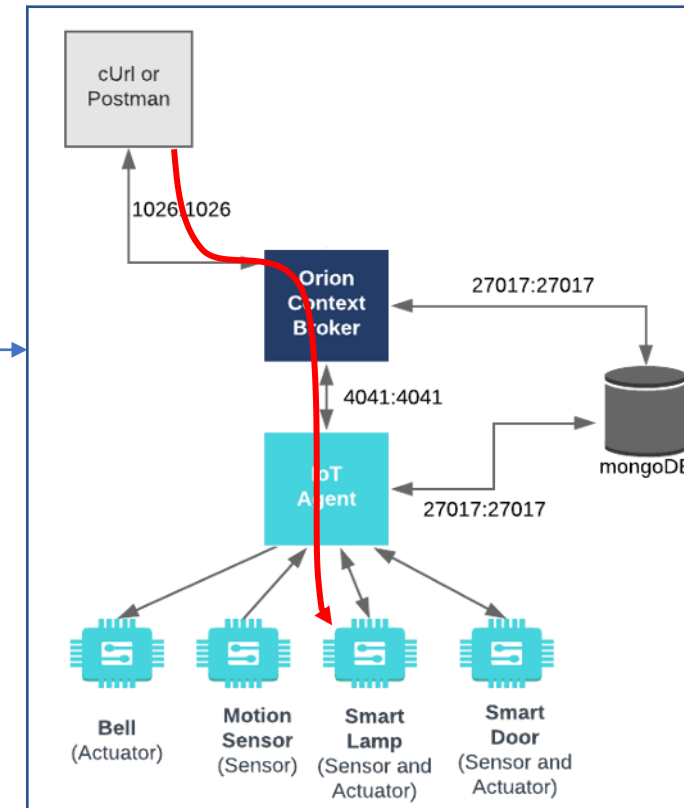 cUrl or
Postman
1026:1026
Orion
Context
Broker
27017:27017
4041:4041
mongoDB
IoT
Agent
27017:27017
Bell
(Actuator)
Motion
Sensor
(Sensor)
Smart
Lamp
(Sensor and
Actuator)
Smart
Door
(Sensor and
Actuator)